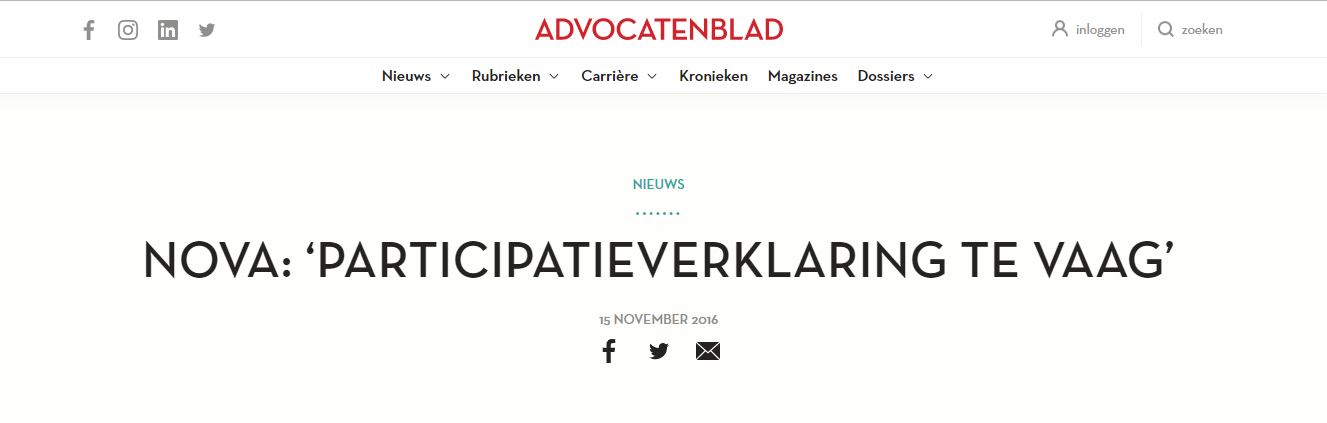 ADVOCATENBLAD
inloggen
zoeken
Nieuws Rubrieken Carrière Kronieken Magazines Dossiers
NIEUWS
NOVA: ‘PARTICIPATIEVERKLARING TE VAAG’
15 NOVEMBER 2016